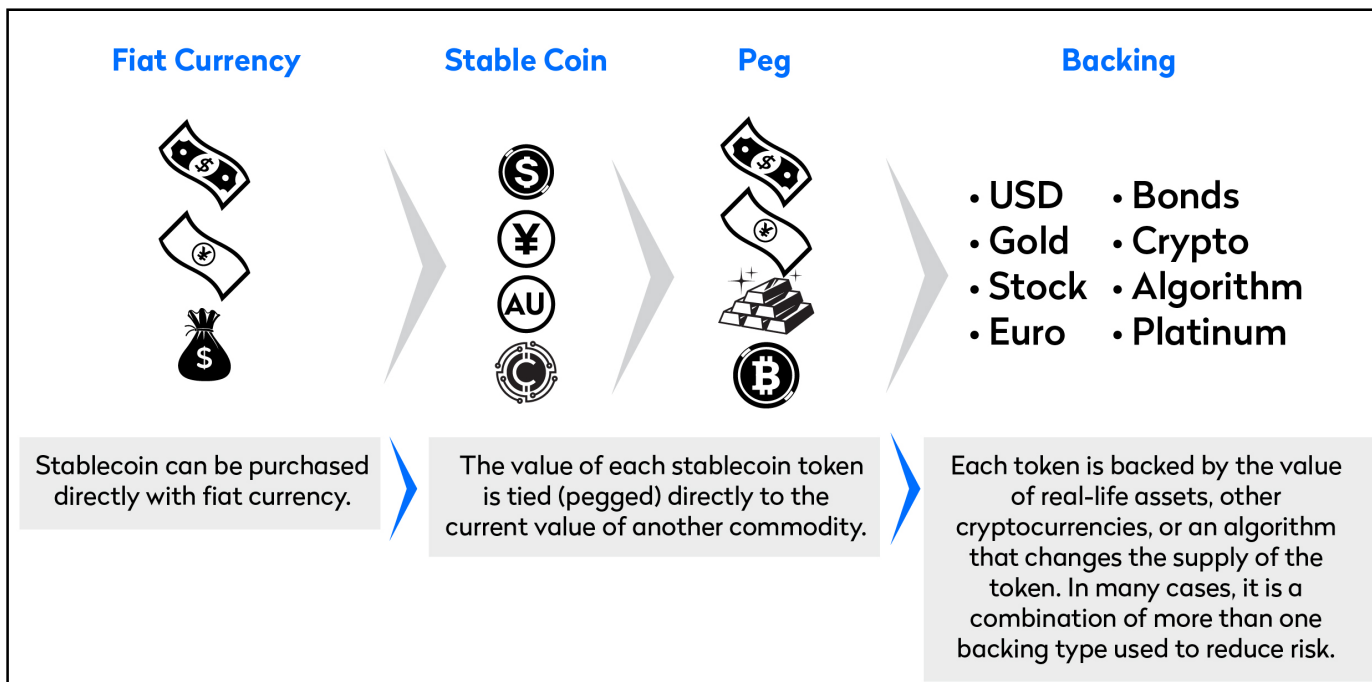 Fiat Currency
Stable Coin
Peg
Backing
$
¥
$
$
¥
AU
C
$
¥
B
• USD
• Gold
• Stock
• Euro
• Bonds
• Crypto
• Algorithm
• Platinum
Stablecoin can be purchased
directly with fiat currency.
The value of each stablecoin token
is tied (pegged) directly to the
current value of another commodity.
Each token is backed by the value
of real-life assets, other
cryptocurrencies, or an algorithm
that changes the supply of the
token. In many cases, it is a
combination of more than one
backing type used to reduce risk.